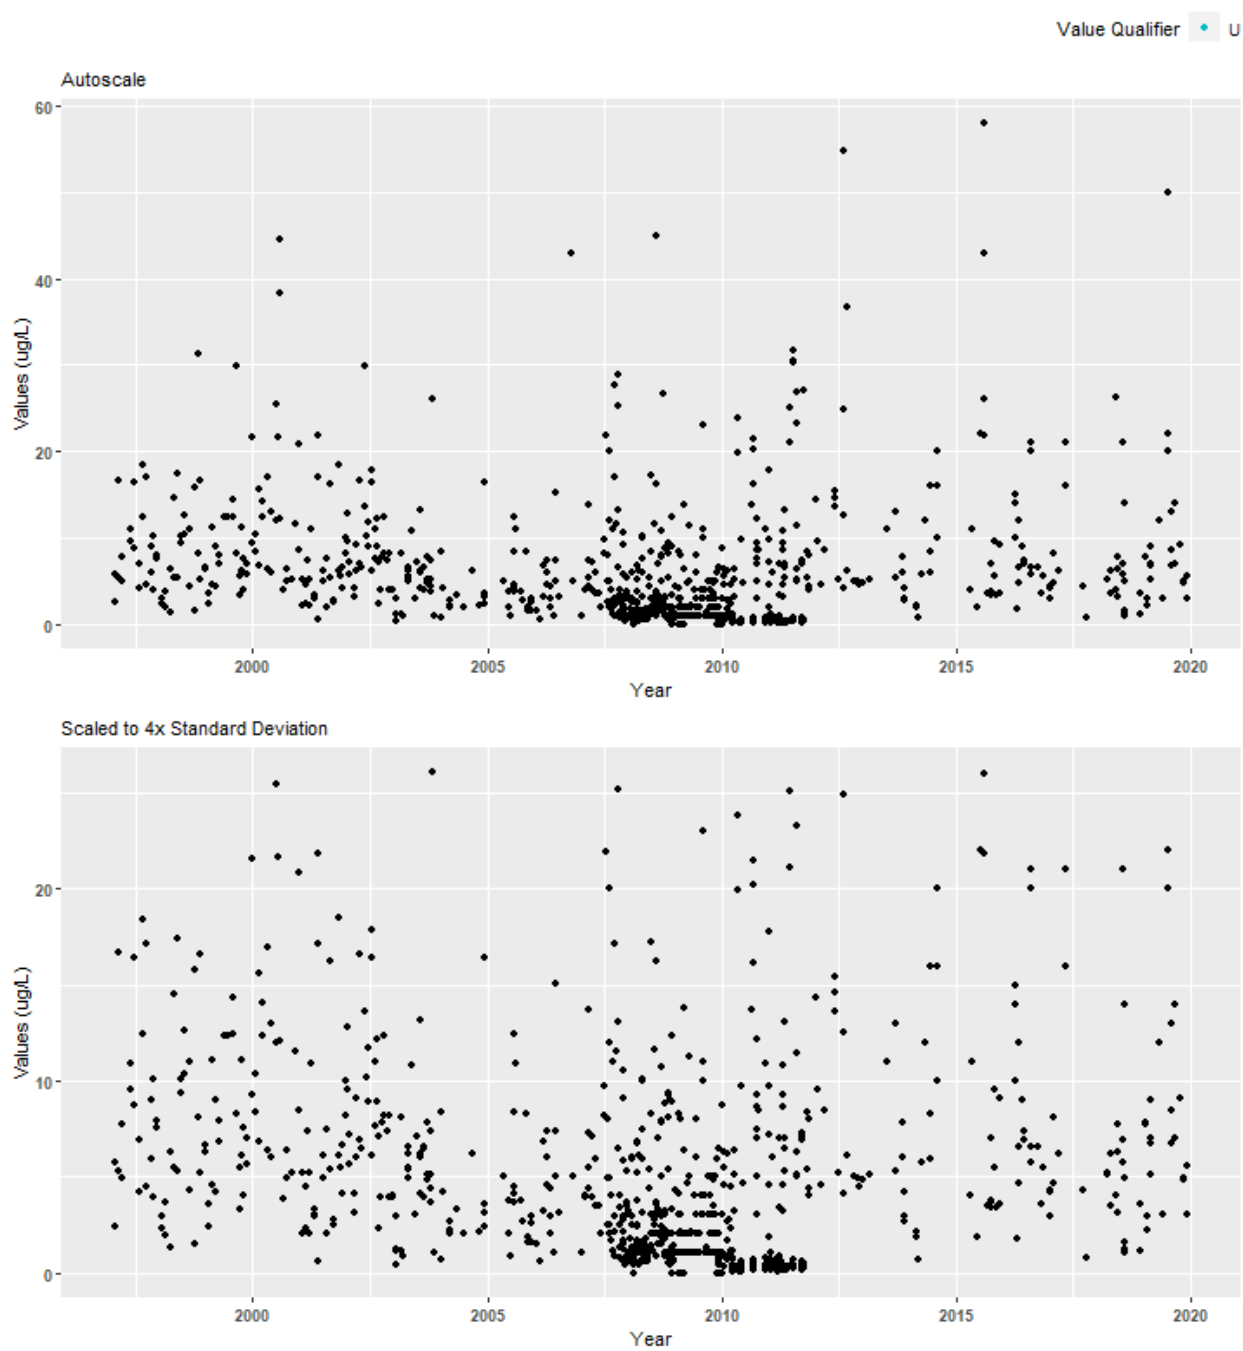 Value Qualifier U
Autoscale
60
40
20
0
Values (ug/L)
2000 2005 2010 2015 2020
Year
Scaled to 4x Standard Deviation
20
10
0
Values (ug/L)
2000 2005 2010 2015 2020
Year